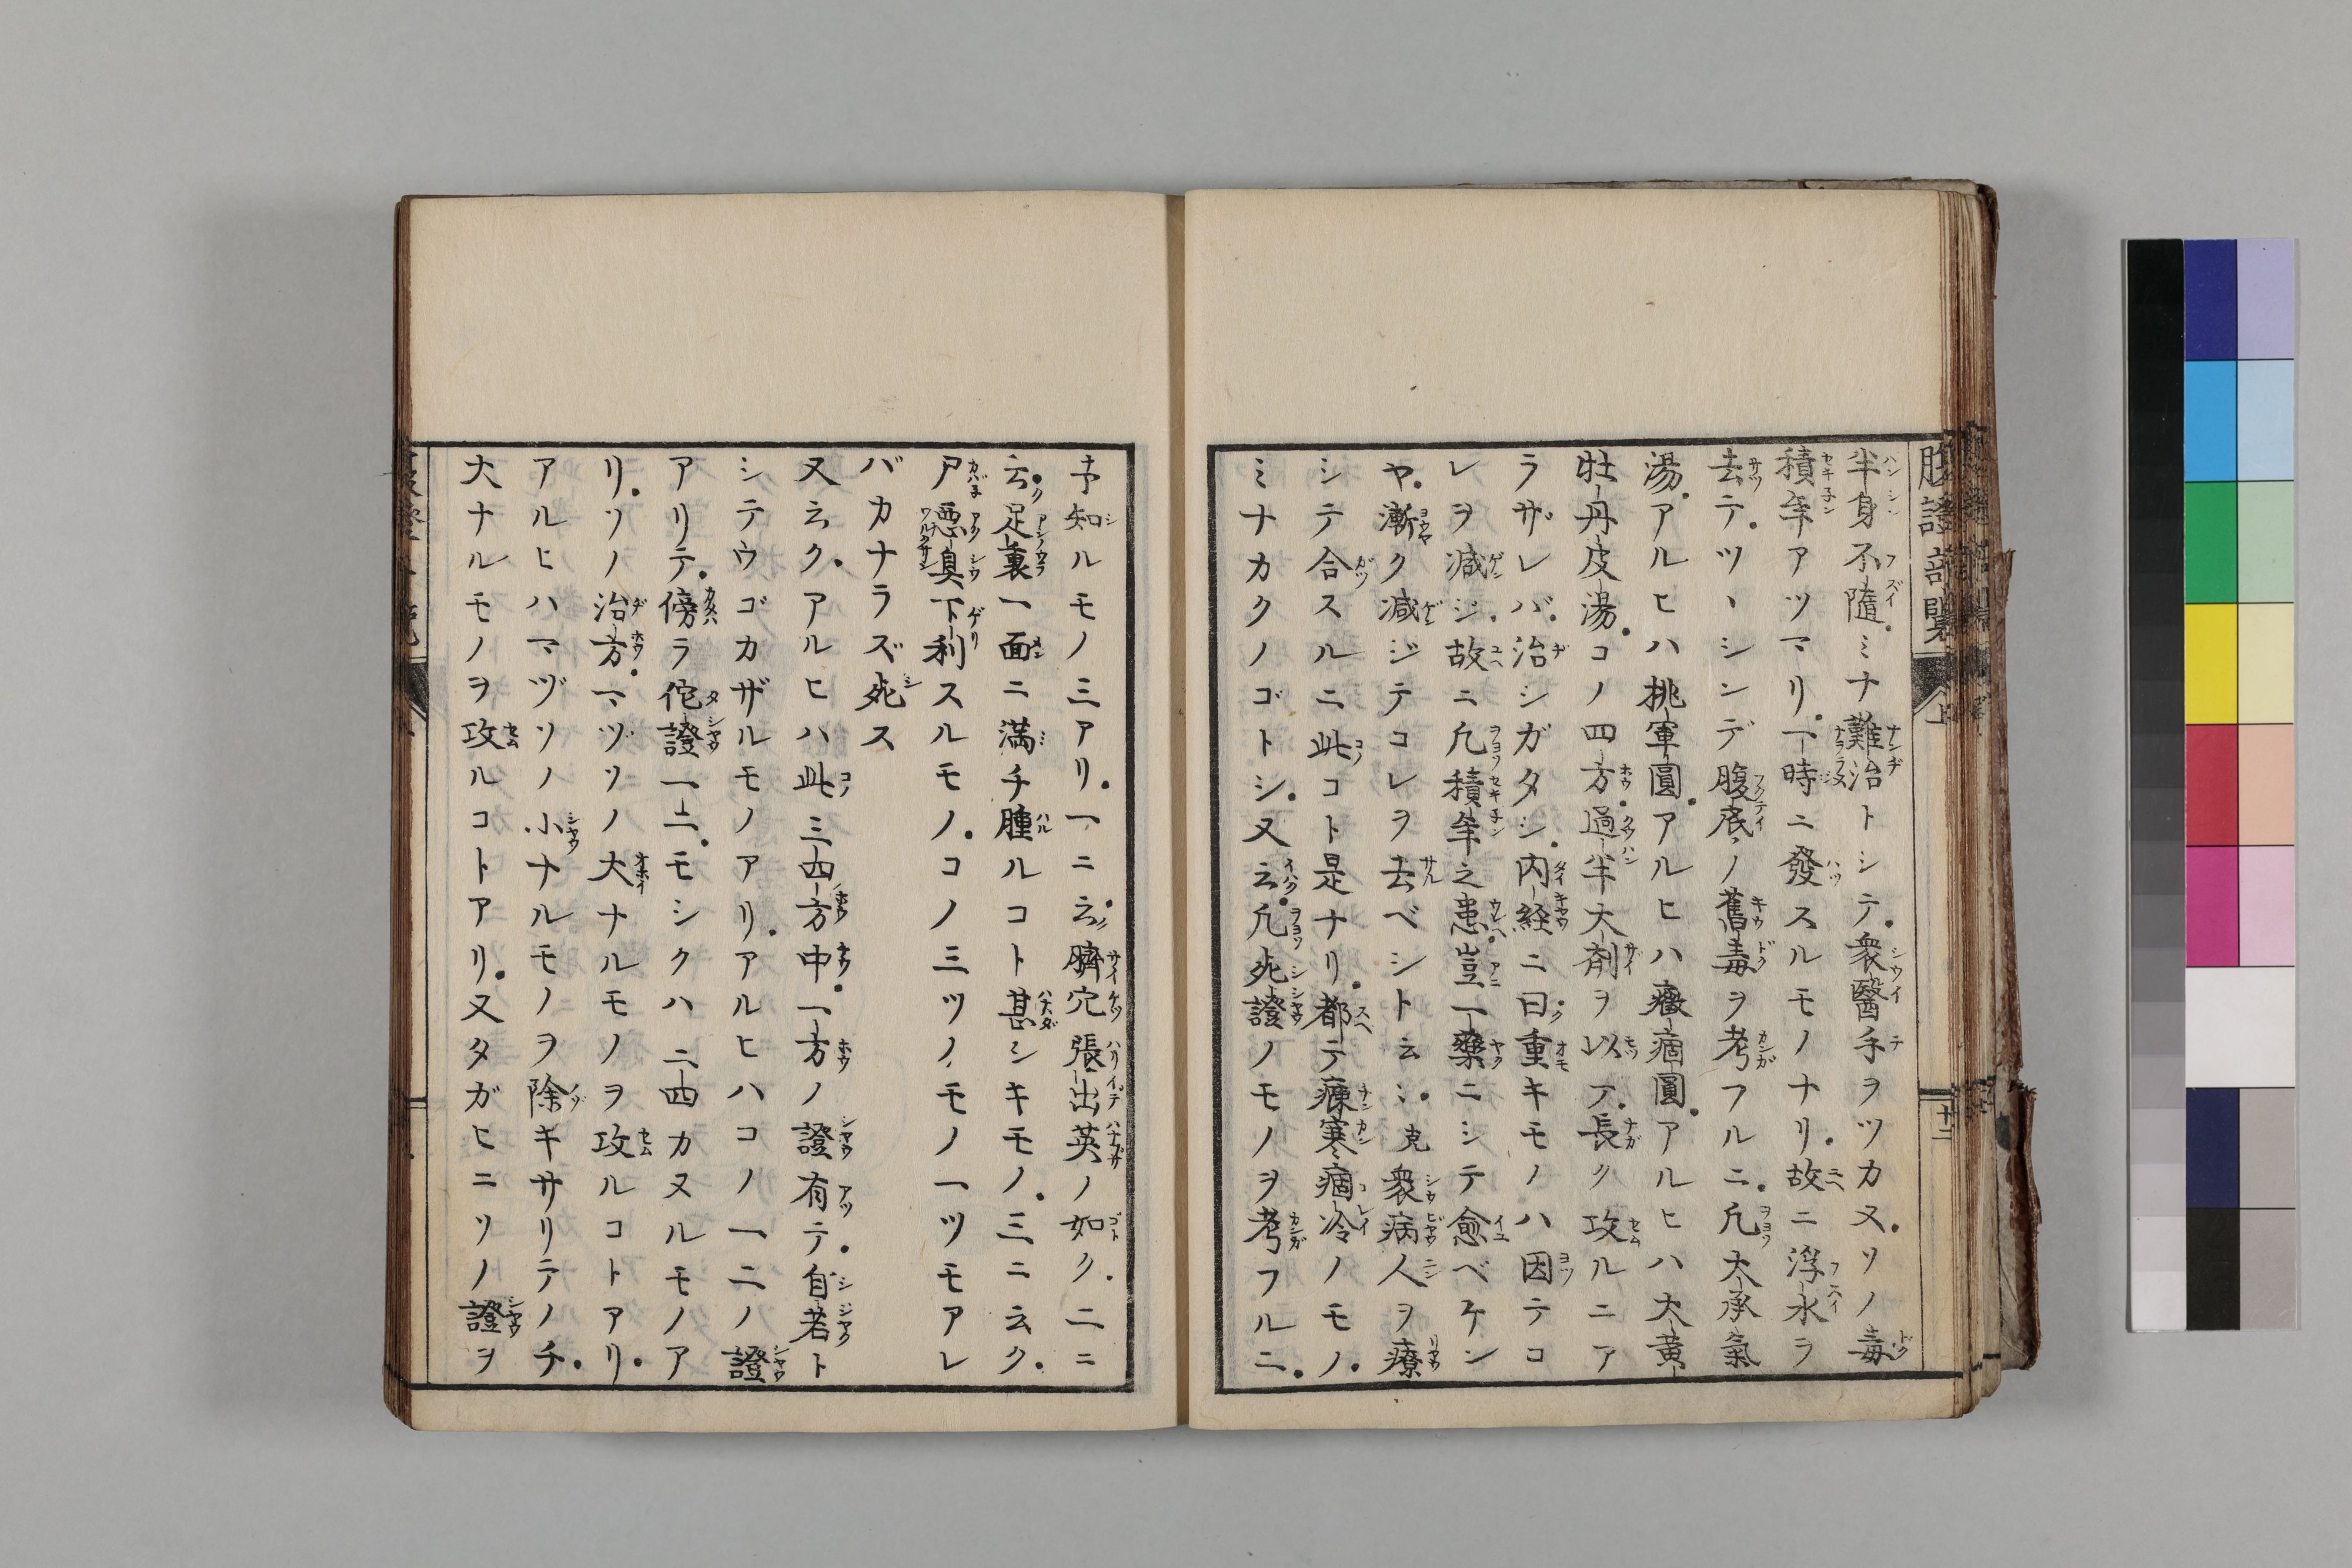 半身不隨。ミナ難治トシテ。衆醫手ヲツカヌ。ソノ毒
積年アツマリ。一時ニ發スルモノナリ。故ニ浮水ラ
去テ。ツヽシンデ腹底ノ舊毒ヲ考フルニ。凡大承氣
湯。アルヒハ桃軍圓。アルヒハ癥痼圓。アルヒハ大黃
牡丹皮湯。コノ四方。過半大劑ヲ以テ。長ク攻ルニア
ラザレバ。治シガタシ。内経ニ曰。重キモノハ因テコ
レヲ減ジ。故ニ凡積年之患。豈一藥ニシテ愈ベケン
ヤ。漸ク減ジテコレヲ去ベシト云云。克衆病人ヲ療
シテ合スルニ此コト是ナリ。都テ癩寒痼冷ノモノ。
ミナカクノゴトシ。又云。凡死證ノモノヲ考フルニ。
予知ルモノ三アリ。一ニ云。臍穴張出英ノ如ク。二ニ
云。足裏一面ニ満チ腫ルコト甚シキモノ。三ニ云ク。
尸悪臭下利スルモノ。コノ三ツノモノ一ツモアレ
バカナラズ死ス
又云ク。アルヒハ此三四方中。一方ノ證有テ。自若ト
シテウゴカザルモノアリ。アルヒハコノ一二ノ證
アリテ。傍ラ佗證一二。モシクハ二四カヌルモノア
リ。ソノ治方。マヅソノ大ナルモノヲ攻ルコトアリ。
アルヒハマヅソノ小ナルモノヲ除キサリテノチ。
大ナルモノヲ攻ルコトアリ。又タガヒニソノ證ヲ
腹證
上
十二